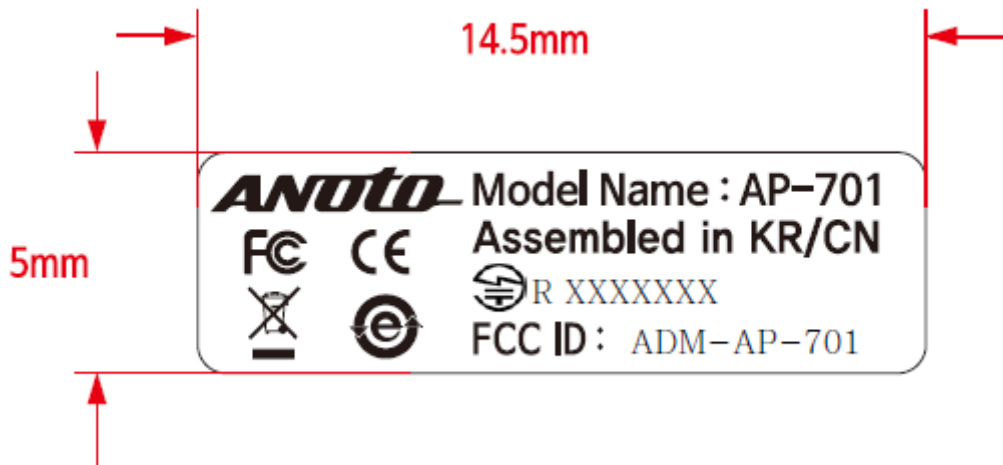 14.5mm
5mm
ANOTO
Model Name : AP-701
Assembled in KR/CN
FC CE
R XXXXXXX
e
FCC ID : ADM-AP-701